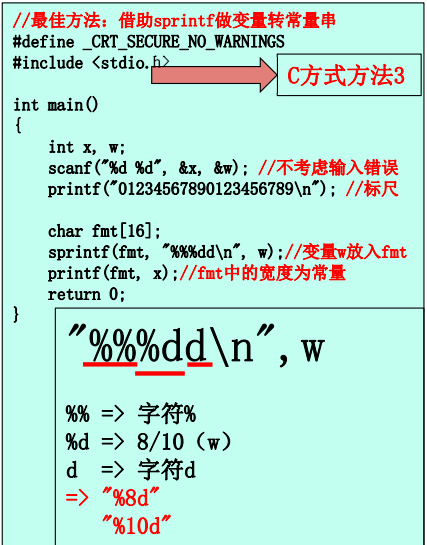 //最佳方法：借助sprintf做变量转常量串
#define _CRT_SECURE_NO_WARNINGS
#include <stdio.h>
C方式方法3
int main()
{
    int x, w;
    scanf("%d %d", &x, &w); //不考虑输入错误
    printf("01234567890123456789\n"); //标尺
    char fmt[16];
    sprintf(fmt, "%%%dd\n", w);//变量w放入fmt
    printf(fmt, x);//fmt中的宽度为常量
    return 0;
}
"%%%dd\n", w
%% => 字符%
%d => 8/10（w）
d  => 字符d
=> "%8d"
"%10d"